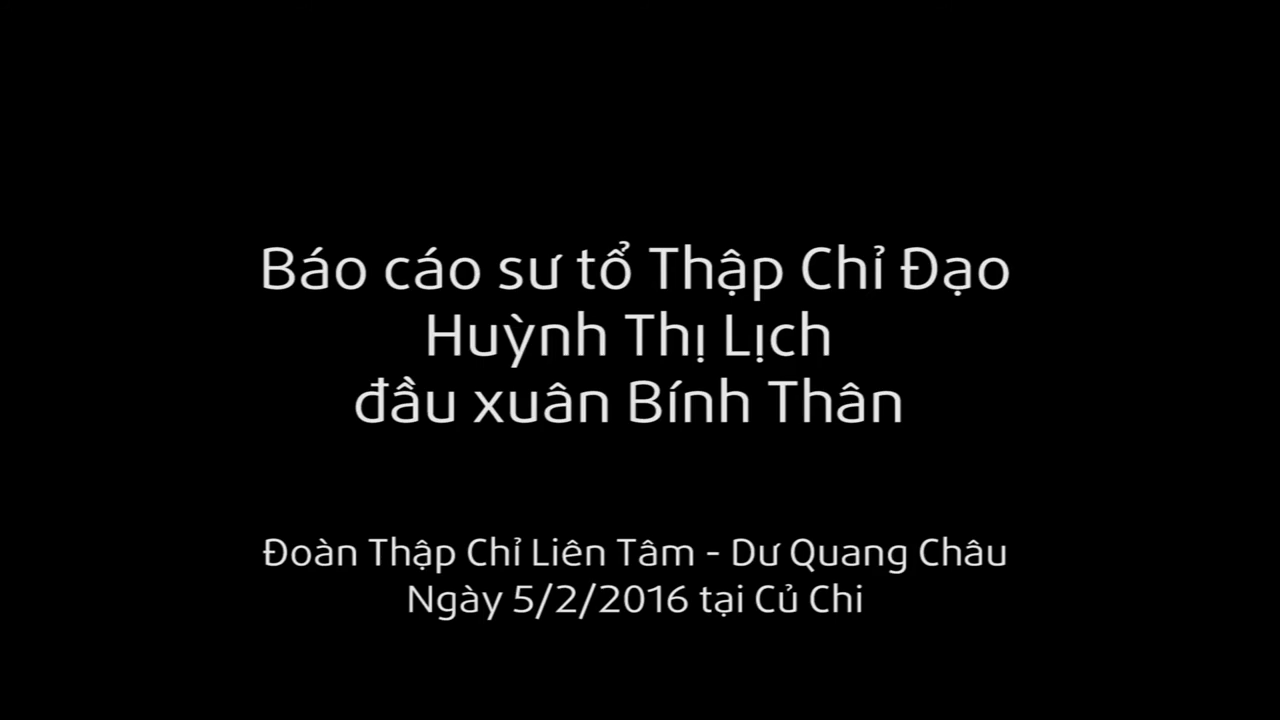 Báo cáo sư tổ Thập Chỉ Đạo
Huỳnh Thị Lịch
đầu xuân Bính Thân
Đoàn Thập Chỉ Liên Tâm - Dư Quang Châu
Ngày 5/2/2016 tại Củ Chi